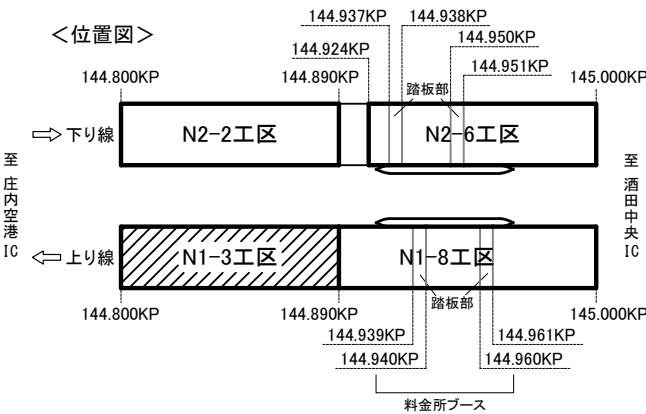 ＜位置図＞
144.937KP
144.938KP
144.924KP
144.950KP
144.951KP
144.800KP
144.890KP
145.000KP
踏板部
⇨ 下り線
N2-2工区
N2-6工区
至 庄内空港IC
至 酒田中央IC
⇦ 上り線
N1-3工区
N1-8工区
踏板部
144.800KP
144.890KP
145.000KP
144.939KP
144.961KP
144.940KP
144.960KP
料金所ブース